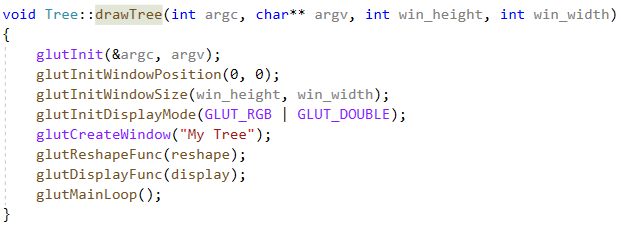 void Tree::drawTree(int argc, char** argv, int win_height, int win_width)
{
    glutInit(&argc, argv);
    glutInitWindowPosition(0, 0);
    glutInitWindowSize(win_height, win_width);
    glutInitDisplayMode(GLUT_RGB | GLUT_DOUBLE);
    glutCreateWindow("My Tree");
    glutReshapeFunc(reshape);
    glutDisplayFunc(display);
    glutMainLoop();
}